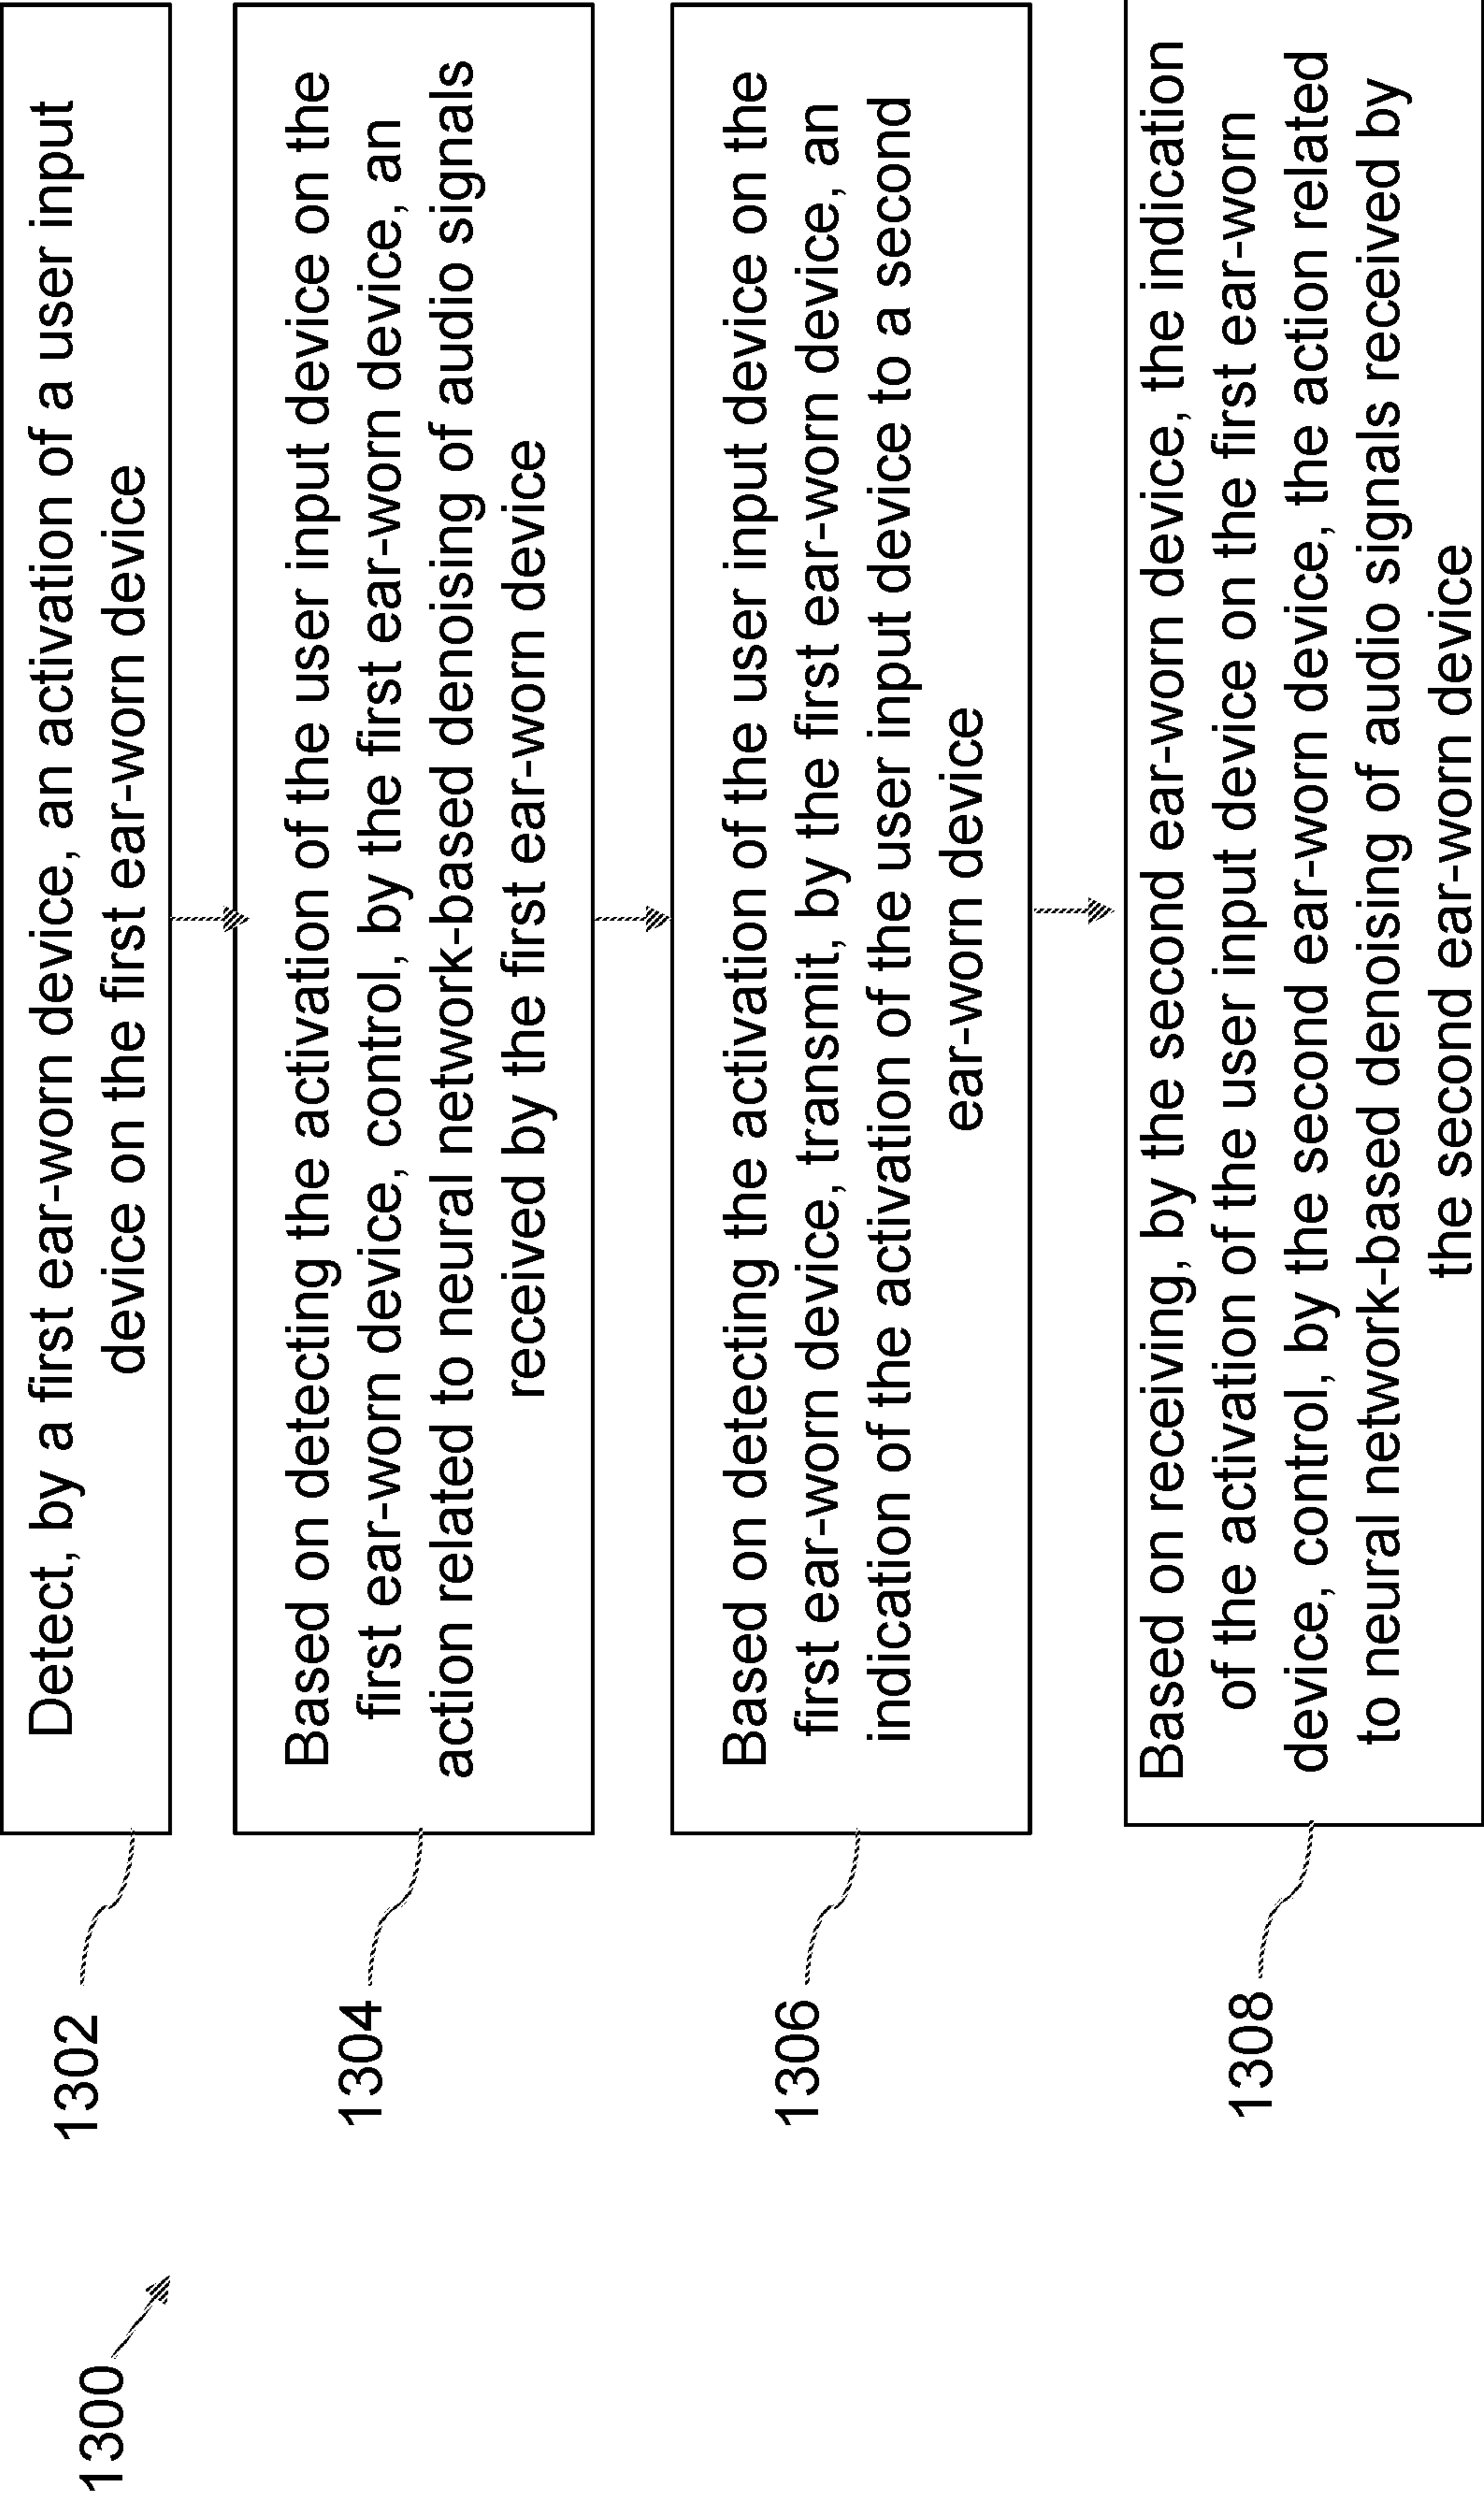 1300
1302
Detect, by a first ear-worn device, an activation of a user input
device on the first ear-worn device
1304
Based on detecting the activation of the user input device on the
first ear-worn device, control, by the first ear-worn device, an
action related to neural network-based denoising of audio signals
received by the first ear-worn device
1306
Based on detecting the activation of the user input device on the
first ear-worn device, transmit, by the first ear-worn device, an
indication of the activation of the user input device to a second
ear-worn device
1308
Based on receiving, by the second ear-worn device, the indication
of the activation of the user input device on the first ear-worn
device, control, by the second ear-worn device, the action related
to neural network-based denoising of audio signals received by
the second ear-worn device